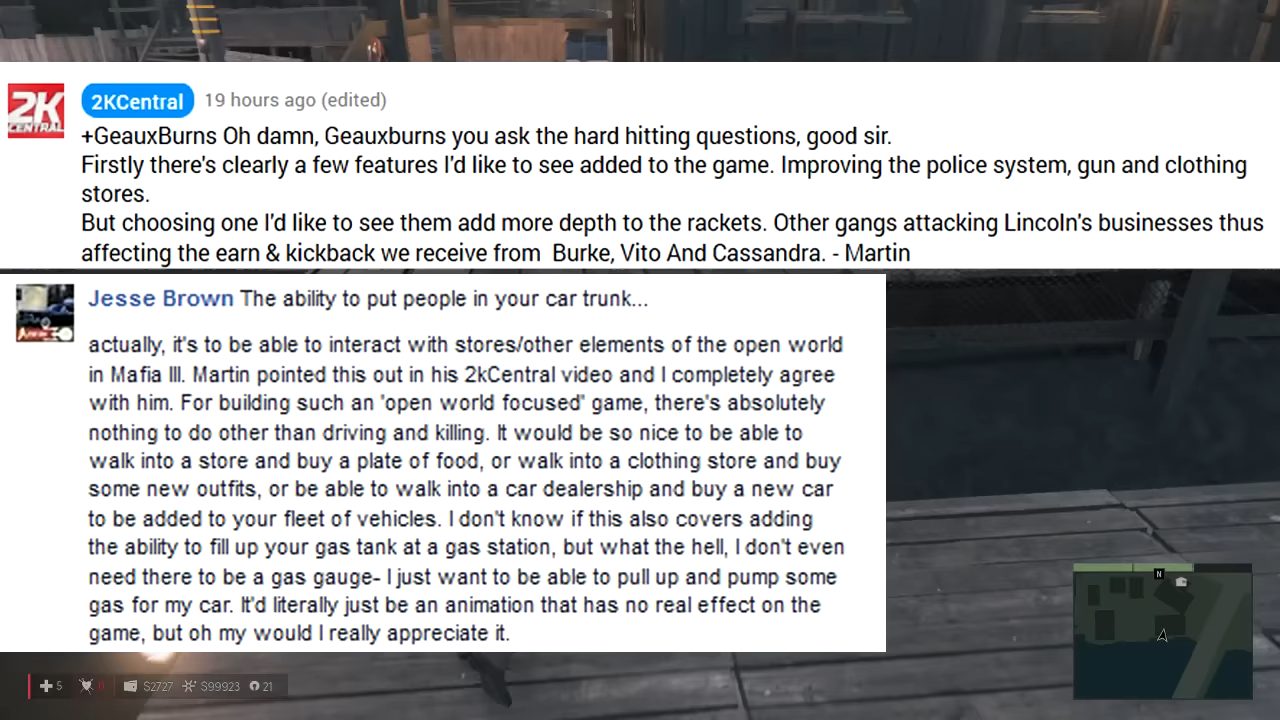 2K
CENTRAL
2KCentral 19 hours ago (edited)
+GeauxBurns Oh damn, Geauxburns you ask the hard hitting questions, good sir.
Firstly there's clearly a few features I'd like to see added to the game. Improving the police system, gun and clothing
stores.
But choosing one I'd like to see them add more depth to the rackets. Other gangs attacking Lincoln's businesses thus
affecting the earn & kickback we receive from Burke, Vito And Cassandra. - Martin
Jesse Brown The ability to put people in your car trunk...
actually, it's to be able to interact with stores/other elements of the open world
in Mafia III. Martin pointed this out in his 2kCentral video and I completely agree
with him. For building such an 'open world focused' game, there's absolutely
nothing to do other than driving and killing. It would be so nice to be able to
walk into a store and buy a plate of food, or walk into a clothing store and buy
some new outfits, or be able to walk into a car dealership and buy a new car
to be added to your fleet of vehicles. I don't know if this also covers adding
the ability to fill up your gas tank at a gas station, but what the hell, I don't even
need there to be a gas gauge- I just want to be able to pull up and pump some
gas for my car. It'd literally just be an animation that has no real effect on the
game, but oh my would I really appreciate it.
N
5 0 $2727 $99923 21